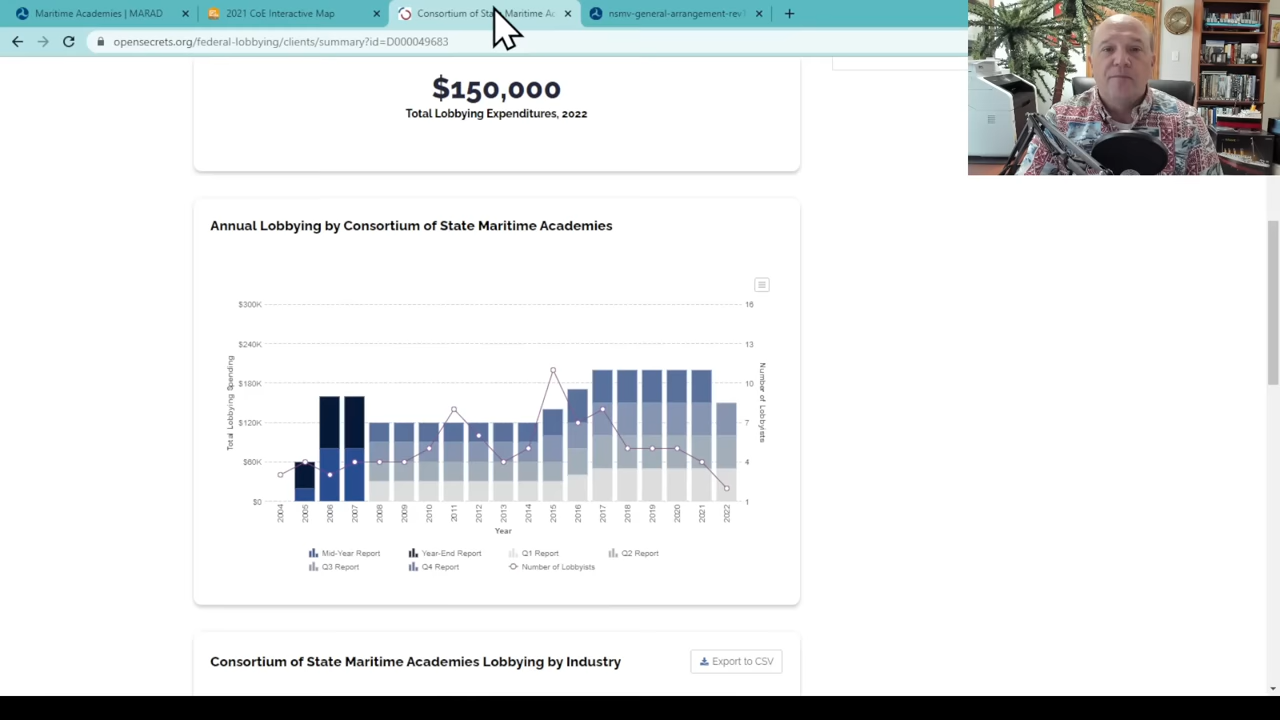 Maritime Academies | MARAD
2021 CoE Interactive Map
Consortium of State Maritime Ac
nsmv-general-arrangement-rev1
opensecrets.org/federal-lobbying/clients/summary?id=D000049683
$150,000
Total Lobbying Expenditures, 2022
Annual Lobbying by Consortium of State Maritime Academies
$300K
$240K
$180K
$120K
$60K
$0
Total Lobbying Spending
16
13
10
7
4
1
Number of Lobbyists
2004 2005 2006 2007 2008 2009 2010 2011 2012 2013 2014 2015 2016 2017 2018 2019 2020 2021 2022
Year
Mid-Year Report Year-End Report Q1 Report Q2 Report
Q3 Report Q4 Report Number of Lobbyists
Consortium of State Maritime Academies Lobbying by Industry
Export to CSV